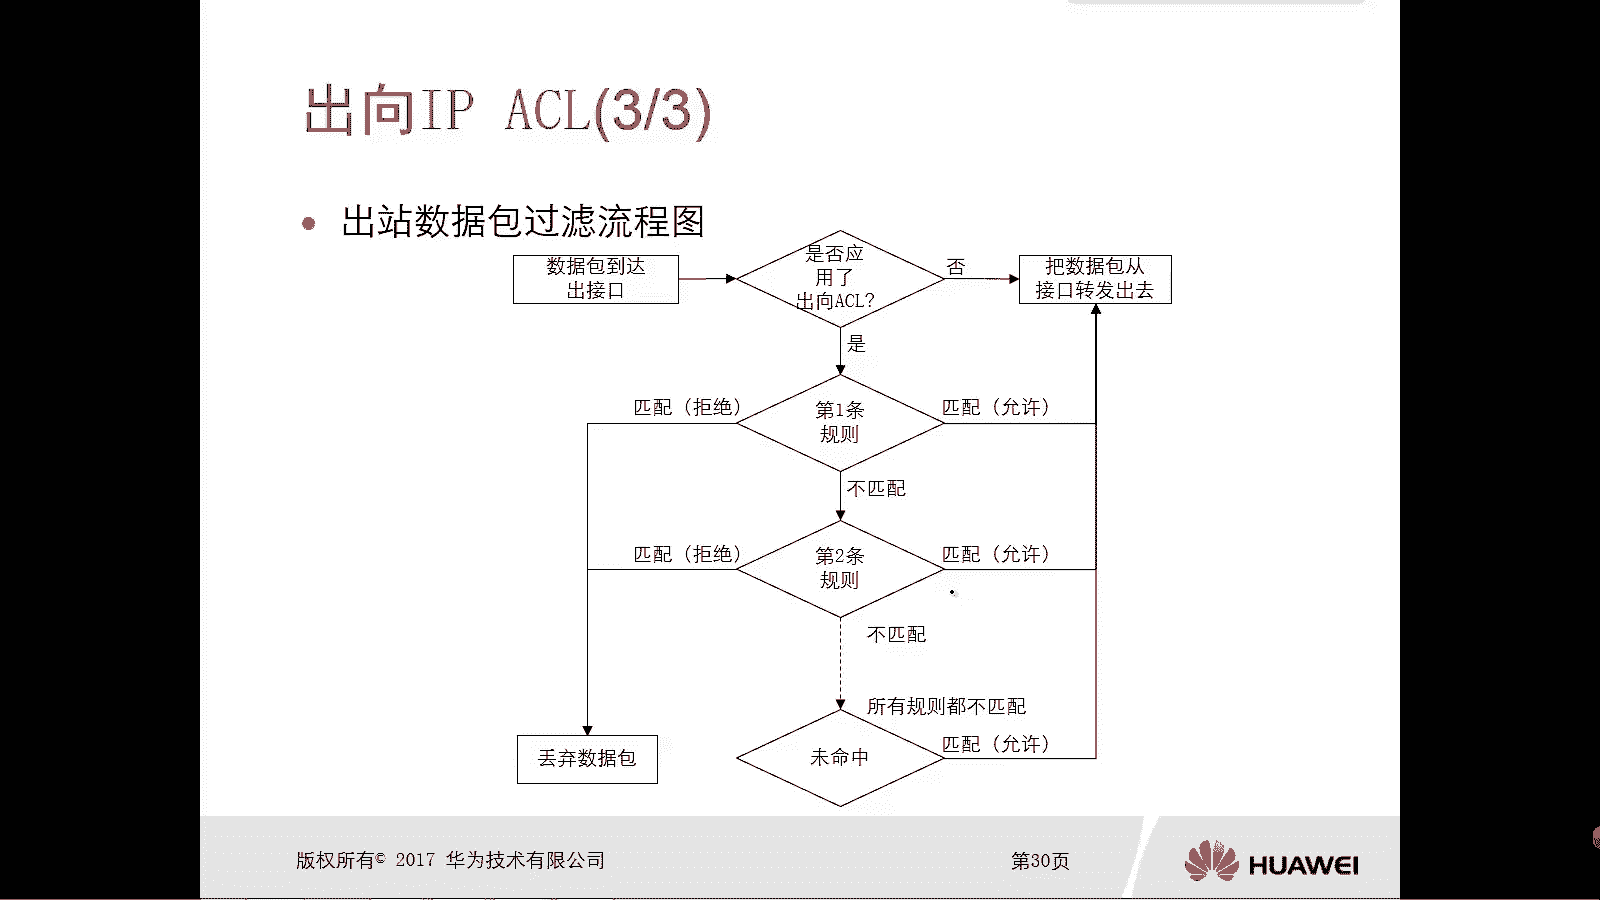 出向IP ACL(3/3)
出站数据包过滤流程图
数据包到达
出接口
是否应
用了
出向ACL?
否
把数据包从
接口转发出去
是
匹配（拒绝）
第1条
规则
匹配（允许）
不匹配
匹配（拒绝）
第2条
规则
匹配（允许）
不匹配
所有规则都不匹配
丢弃数据包
未命中
匹配（允许）
版权所有© 2017 华为技术有限公司
第30页
HUAWEI